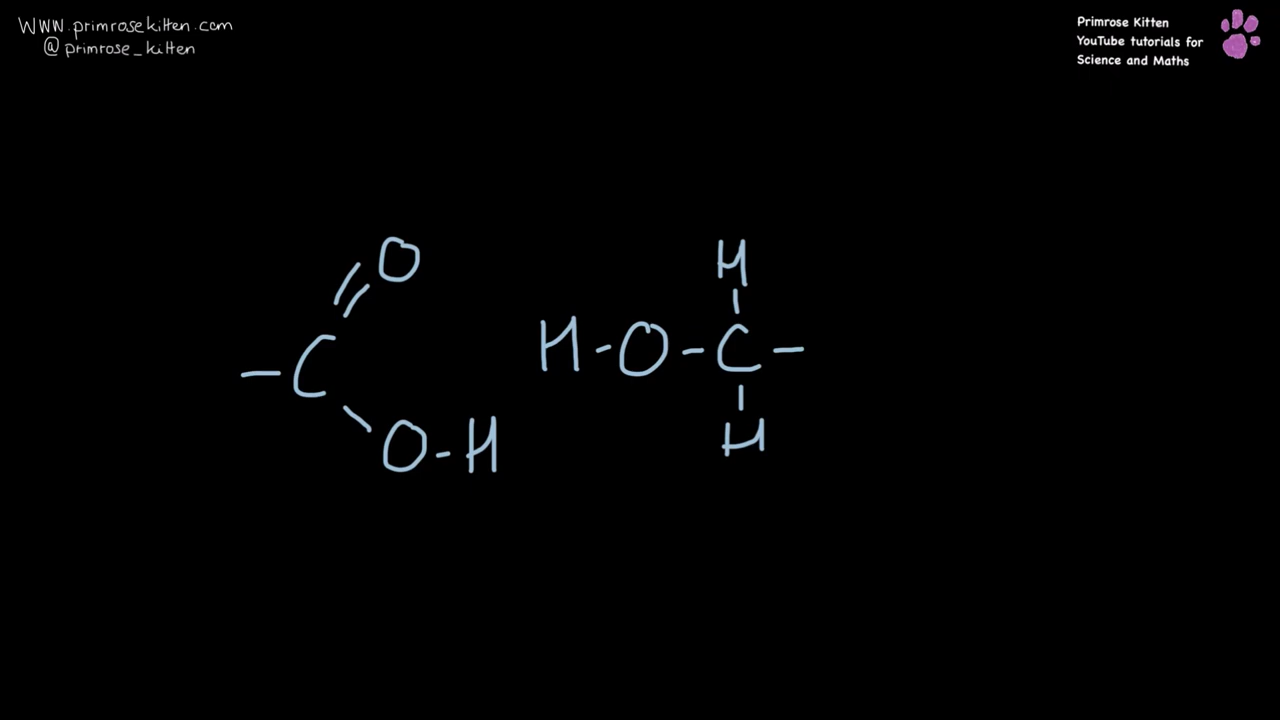 www.primrosekitten.com
@primrose_kitten
Primrose Kitten
YouTube tutorials for
Science and Maths
O
H
C
H-O-C-
O-H
H